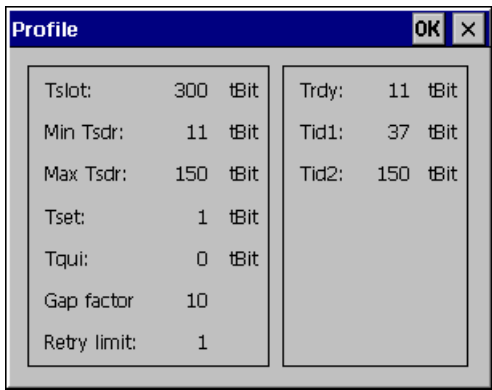 Profile OK ×
Tslot: 300 tBit
Min Tsdr: 11 tBit
Max Tsdr: 150 tBit
Tset: 1 tBit
Tqui: 0 tBit
Gap factor 10
Retry limit: 1
Trdy: 11 tBit
Tid1: 37 tBit
Tid2: 150 tBit